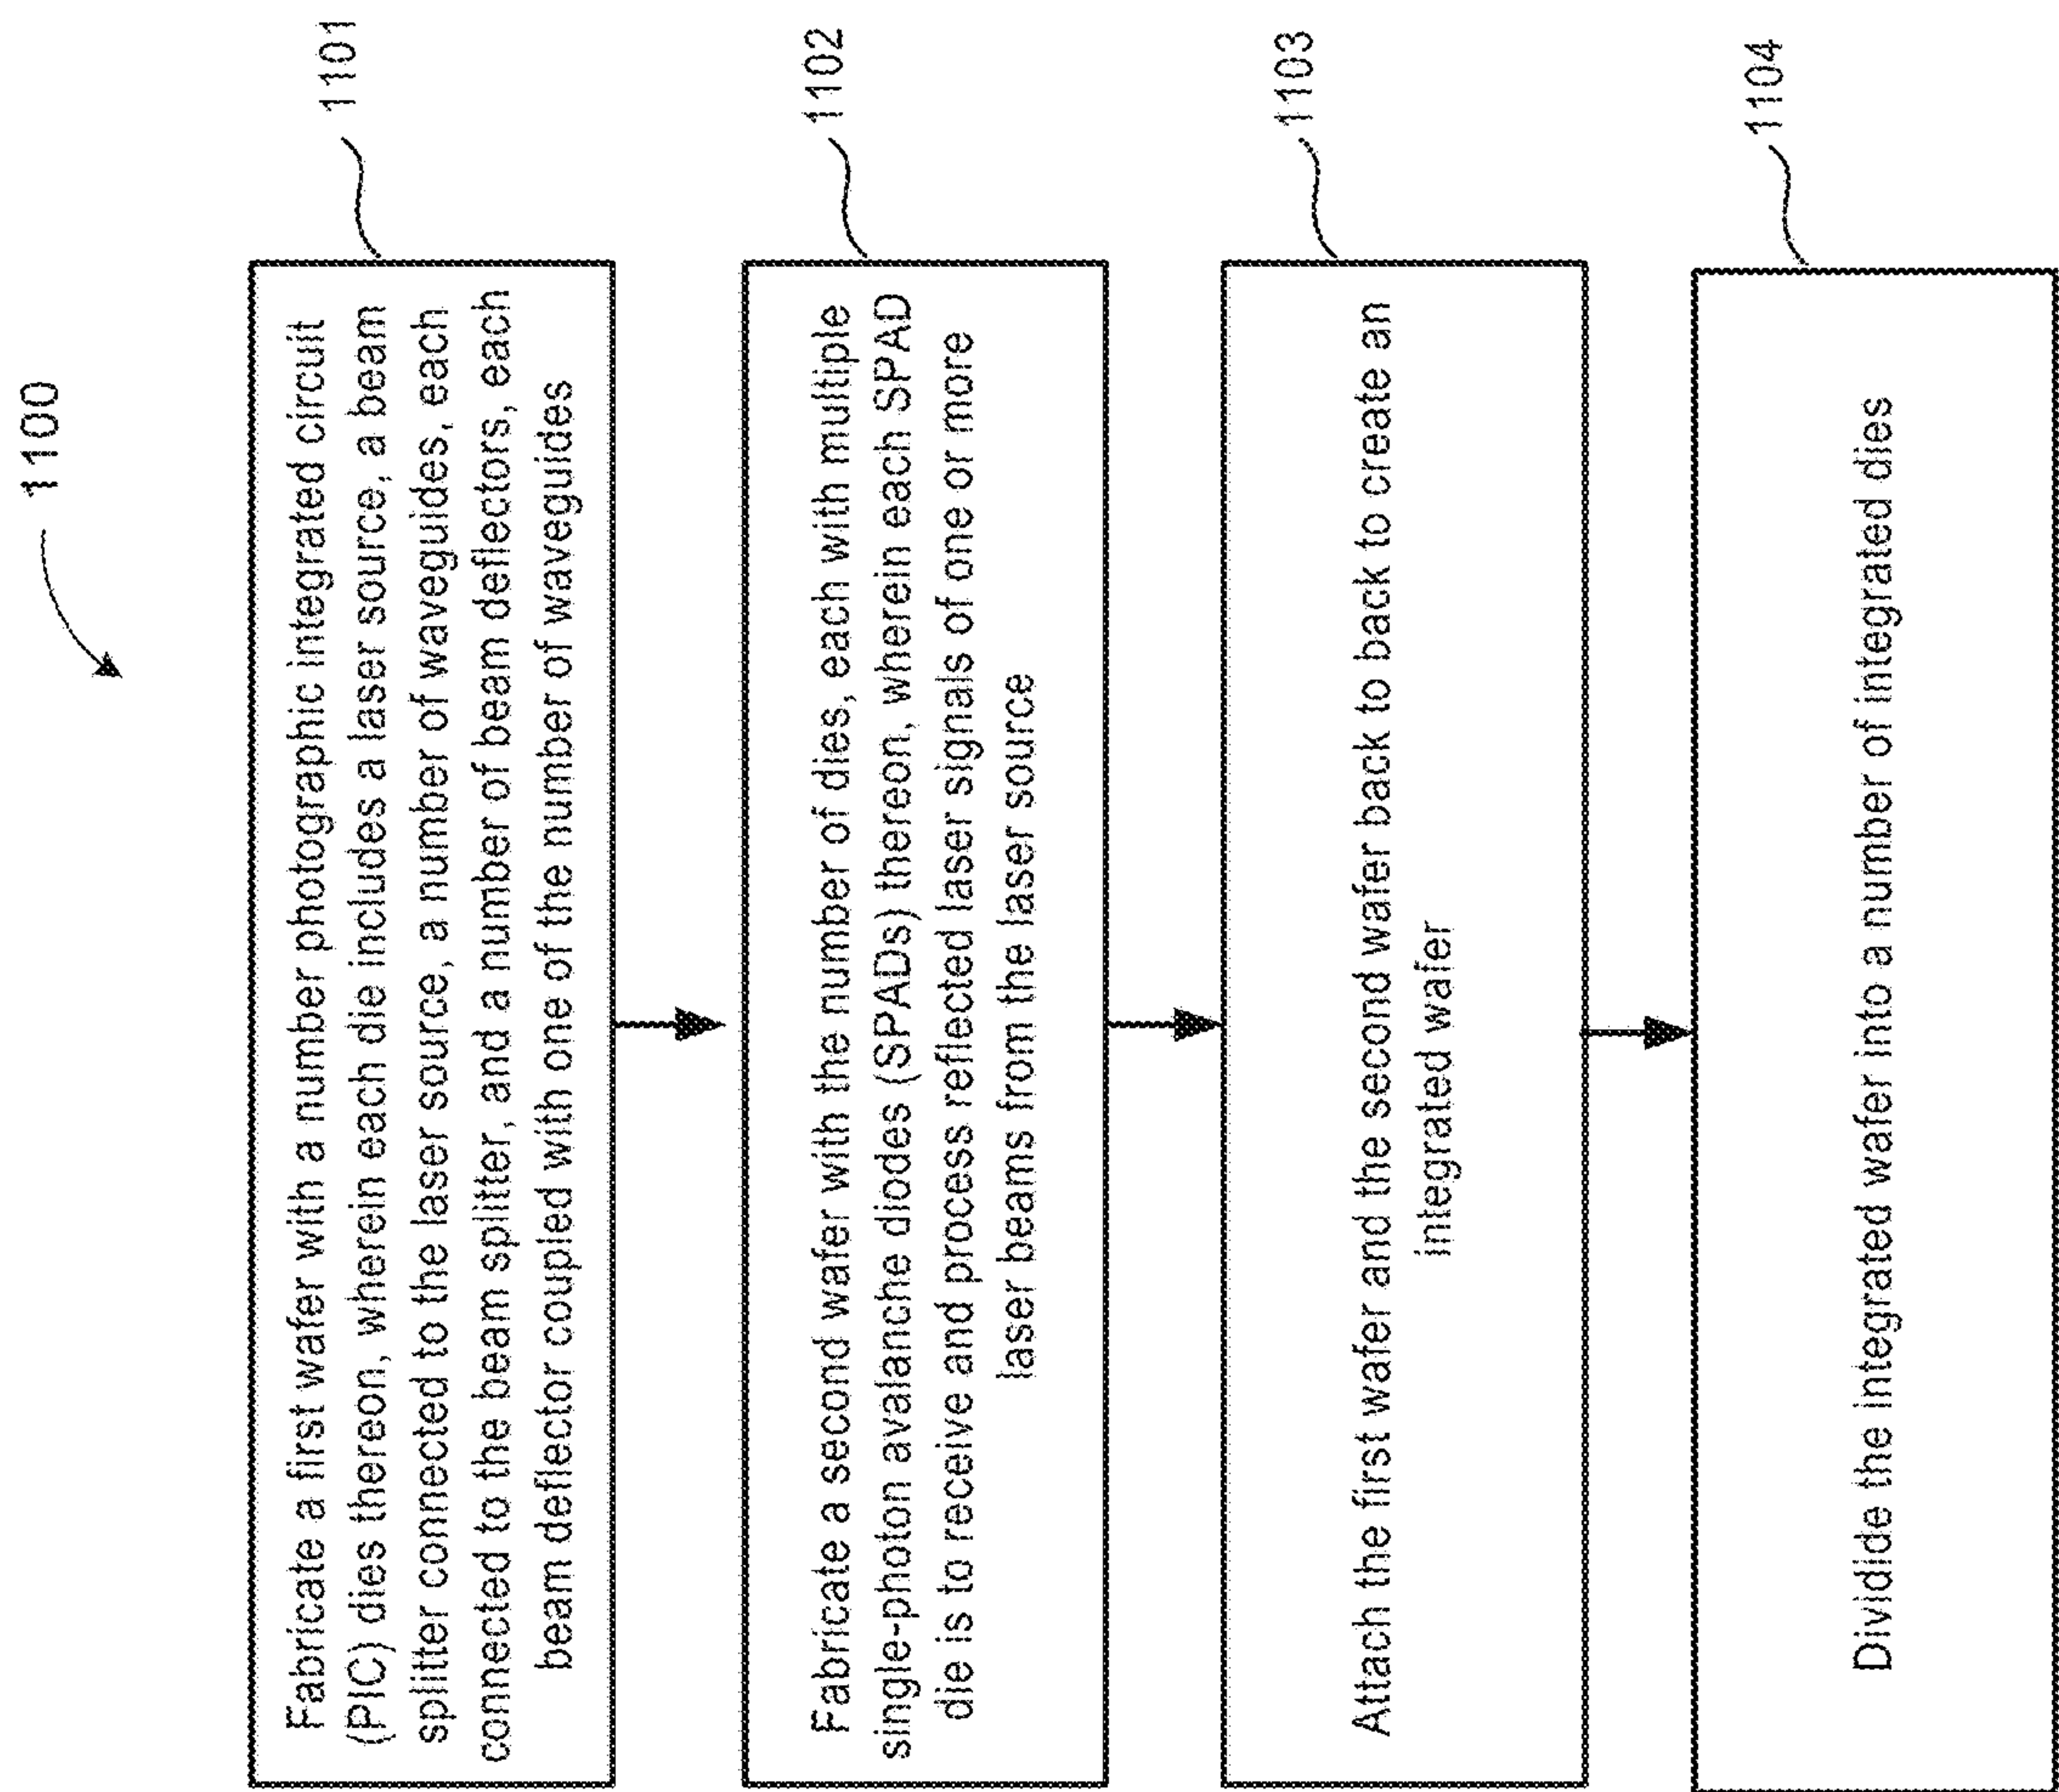 1100
Fabricate a first wafer with a number photographic integrated circuit
(PIC) dies thereon, wherein each die includes a laser source, a beam
splitter connected to the laser source, a number of waveguides, each
connected to the beam splitter, and a number of beam deflectors, each
beam deflector coupled with one of the number of waveguides
1101
Fabricate a second wafer with the number of dies, each with multiple
single-photon avalanche diodes (SPADs) thereon, wherein each SPAD
die is to receive and process reflected laser signals of one or more
laser beams from the laser source
1102
Attach the first wafer and the second wafer back to back to create an
integrated wafer
1103
Dividide the integrated wafer into a number of integrated dies
1104